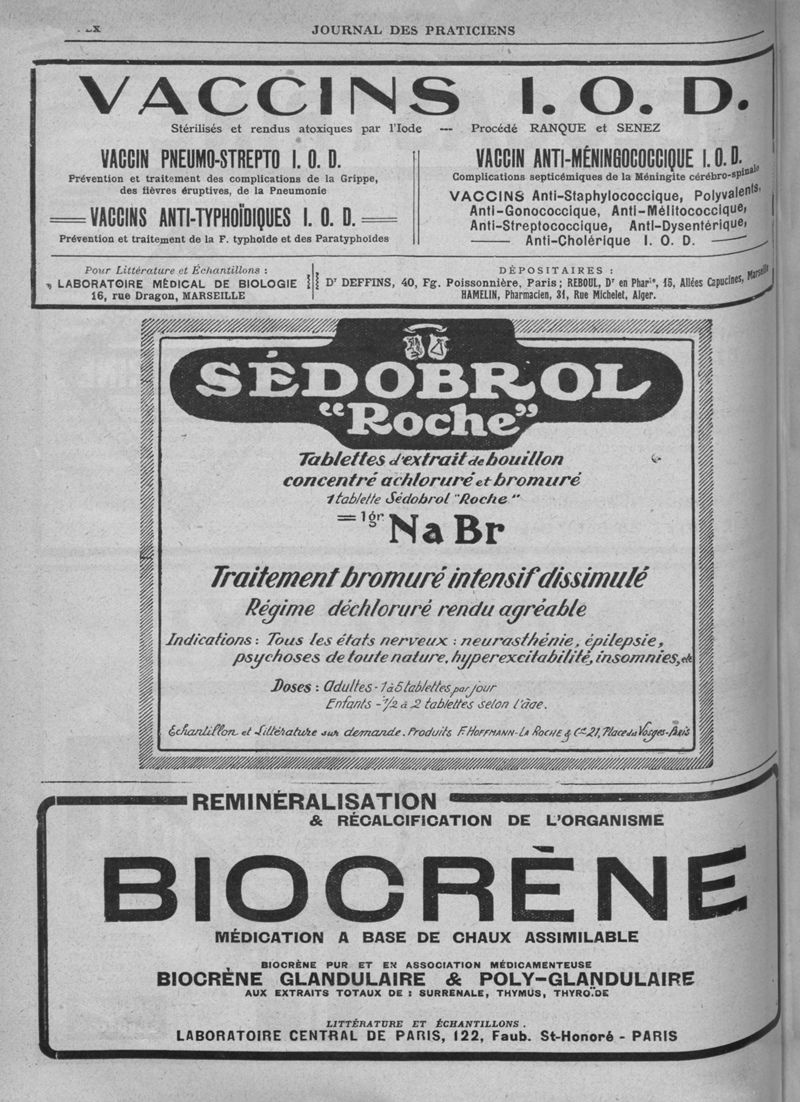 JOURNAL DES PRATICIENS
VACCINS I. O. D.
Stérilisés et rendus atoxiques par l'Iode — Procédé RANQUE et SENEZ
VACCIN PNEUMO-STREPTO I. O. D.
Prévention et traitement des complications de la Grippe,
des fièvres éruptives, de la Pneumonie
VACCINS ANTI-TYPHOÏDIQUES I. O. D.
Prévention et traitement de la F. typhoïde et des Paratyphoïdes
VACCIN ANTI-MÉNINGOCOCCIQUE I. O. D.
Complications septicémiques de la Méningite cérébro-spinale
VACCINS Anti-Staphylococcique, Polyvalents,
Anti-Gonococcique, Anti-Mélitococcique,
Anti-Streptococcique, Anti-Dysentérique,
Anti-Cholérique I. O. D.
Pour Littérature et Échantillons :
LABORATOIRE MÉDICAL DE BIOLOGIE
16, rue Dragon, MARSEILLE
DÉPOSITAIRES :
Dr DEFFINS, 40, Fg. Poissonnière, Paris ; REBOUL, Dr en Phar^ie, 15, Allées Capucines, Marseille
HAMELIN, Pharmacien, 31, Rue Michelet, Alger.
SÉDOBROL
"Roche"
Tablettes d'extrait de bouillon
concentré achloruré et bromuré
1 tablette Sédobrol "Roche"
= 1gr Na Br
Traitement bromuré intensif dissimulé
Régime déchloruré rendu agréable
Indications : Tous les états nerveux : neurasthénie, épilepsie,
psychoses de toute nature, hyperexcitabilité, insomnies, etc
Doses : Adultes - 1 à 5 tablettes par jour
Enfants - 1/2 à 2 tablettes selon l'âge.
Echantillon et Littérature sur demande. Produits F. HOFFMANN-LA ROCHE & Cie 21, Place des Vosges-Paris
REMINÉRALISATION
& RÉCALCIFICATION DE L'ORGANISME
BIOCRÈNE
MÉDICATION A BASE DE CHAUX ASSIMILABLE
BIOCRÈNE PUR ET EN ASSOCIATION MÉDICAMENTEUSE
BIOCRÈNE GLANDULAIRE & POLY-GLANDULAIRE
AUX EXTRAITS TOTAUX DE : SURRÉNALE, THYMUS, THYROÏDE
LITTÉRATURE ET ÉCHANTILLONS.
LABORATOIRE CENTRAL DE PARIS, 122, Faub. St-Honoré - PARIS